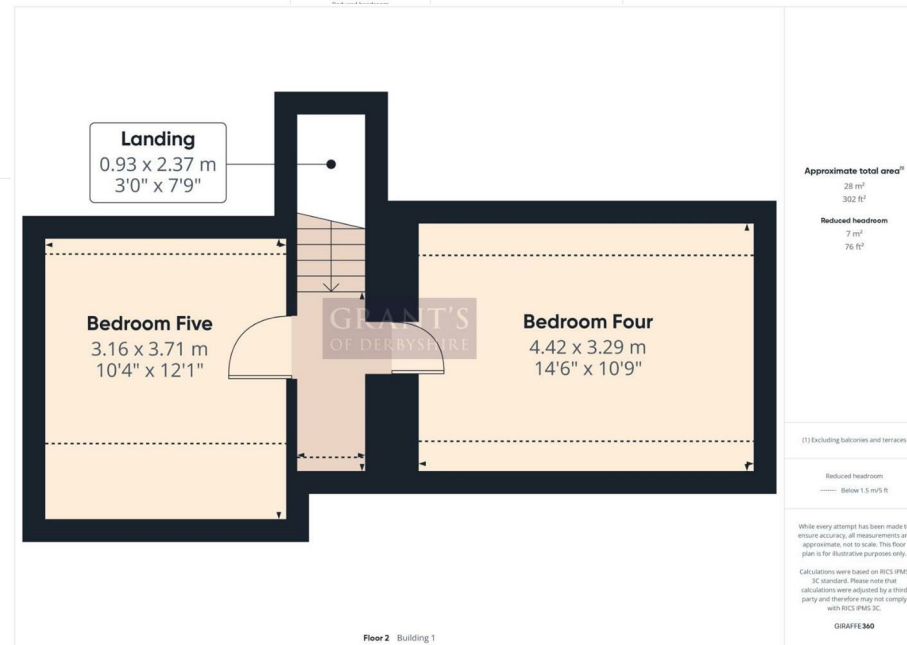 Reduced headroom
Landing
0.93 x 2.37 m
3'0" x 7'9"
Bedroom Five
3.16 x 3.71 m
10'4" x 12'1"
GRANT'S
OF DERBYSHIRE
Bedroom Four
4.42 x 3.29 m
14'6" x 10'9"
Floor 2 Building 1
Approximate total area⁽¹⁾
28 m²
302 ft²
Reduced headroom
7 m²
76 ft²
(1) Excluding balconies and terraces
Reduced headroom
Below 1.5 m/5 ft
While every attempt has been made to
ensure accuracy, all measurements are
approximate, not to scale. This floor
plan is for illustrative purposes only.
Calculations were based on RICS IPMS
3C standard. Please note that
calculations were adjusted by a third
party and therefore may not comply
with RICS IPMS 3C.
GIRAFFE360